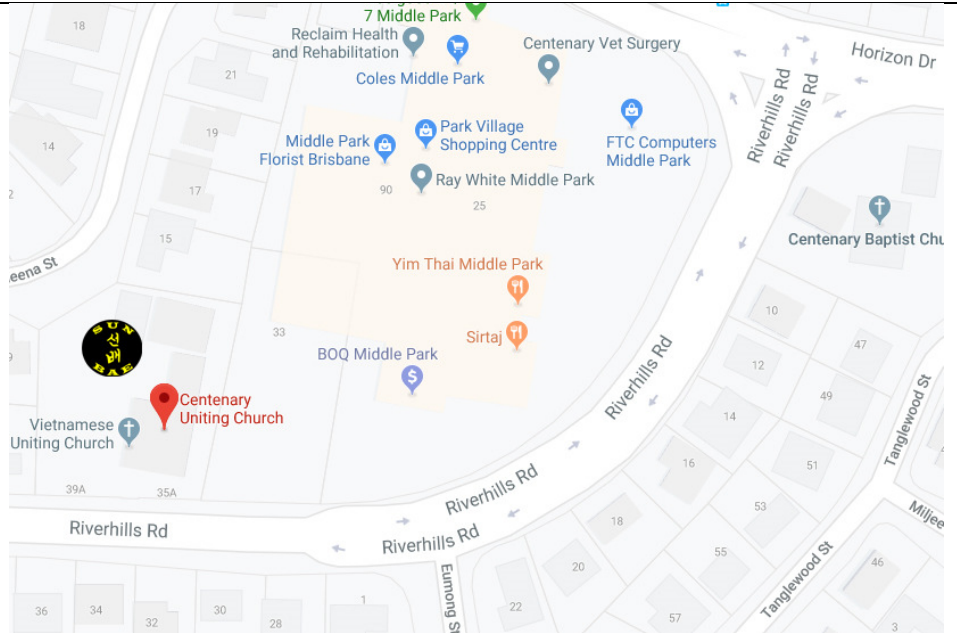 7 Middle Park
18
Reclaim Health
and Rehabilitation
Coles Middle Park
Centenary Vet Surgery
Horizon Dr
Riverhills Rd
Riverhills Rd
21
19
14
Middle Park
Florist Brisbane
Park Village
Shopping Centre
FTC Computers
Middle Park
90
Ray White Middle Park
17
25
15
Centenary Baptist Chu
eena St
Yim Thai Middle Park
10
SUN
선
배
BAE
33
Sirtaj
BOQ Middle Park
Riverhills Rd
47
12
49
Centenary
Uniting Church
Vietnamese
Uniting Church
14
Tanglewood St
16
51
39A
35A
Riverhills Rd
53
Riverhills Rd
Riverhills Rd
18
Miljee
55
20
Tanglewood St
46
Eumong St
36
34
32
30
28
1
22
57
3